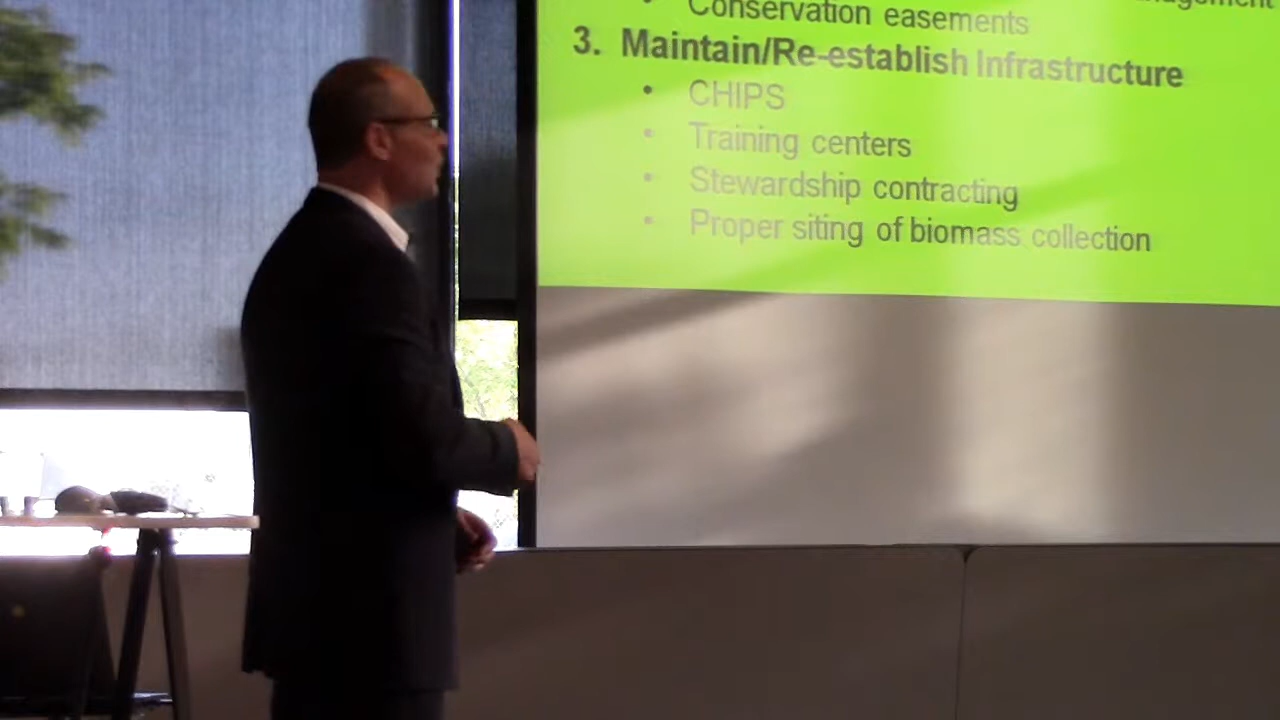 Conservation easements
3. Maintain/Re-establish Infrastructure
• CHIPS
• Training centers
• Stewardship contracting
• Proper siting of biomass collection